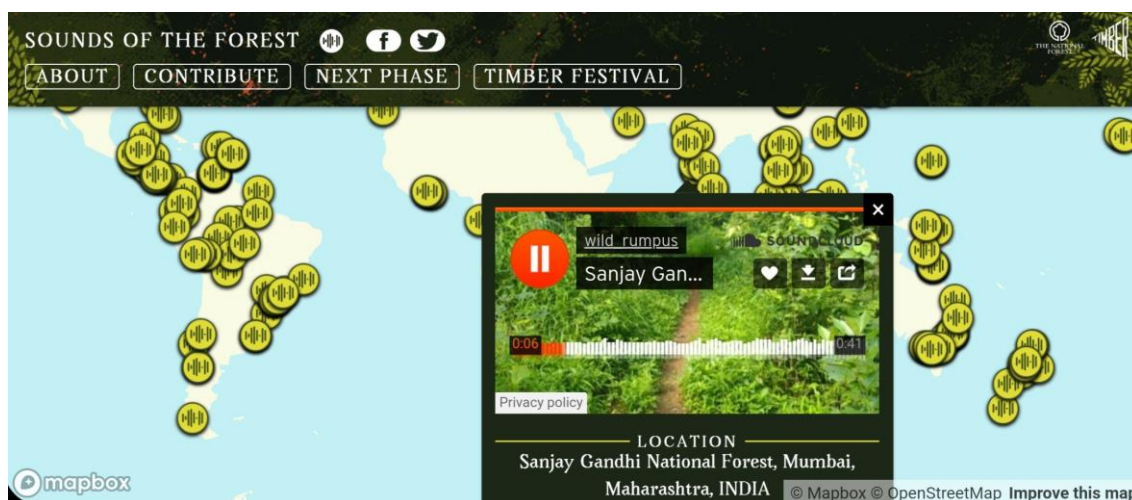 SOUNDS OF THE FOREST
THE NATIONAL
FOREST
TIMBER
ABOUT
CONTRIBUTE
NEXT PHASE
TIMBER FESTIVAL
wild_rumpus
SOUNDCLOUD
Sanjay Gan...
0:06
0:41
Privacy policy
LOCATION
Sanjay Gandhi National Forest, Mumbai,
Maharashtra, INDIA
mapbox
© Mapbox © OpenStreetMap Improve this map